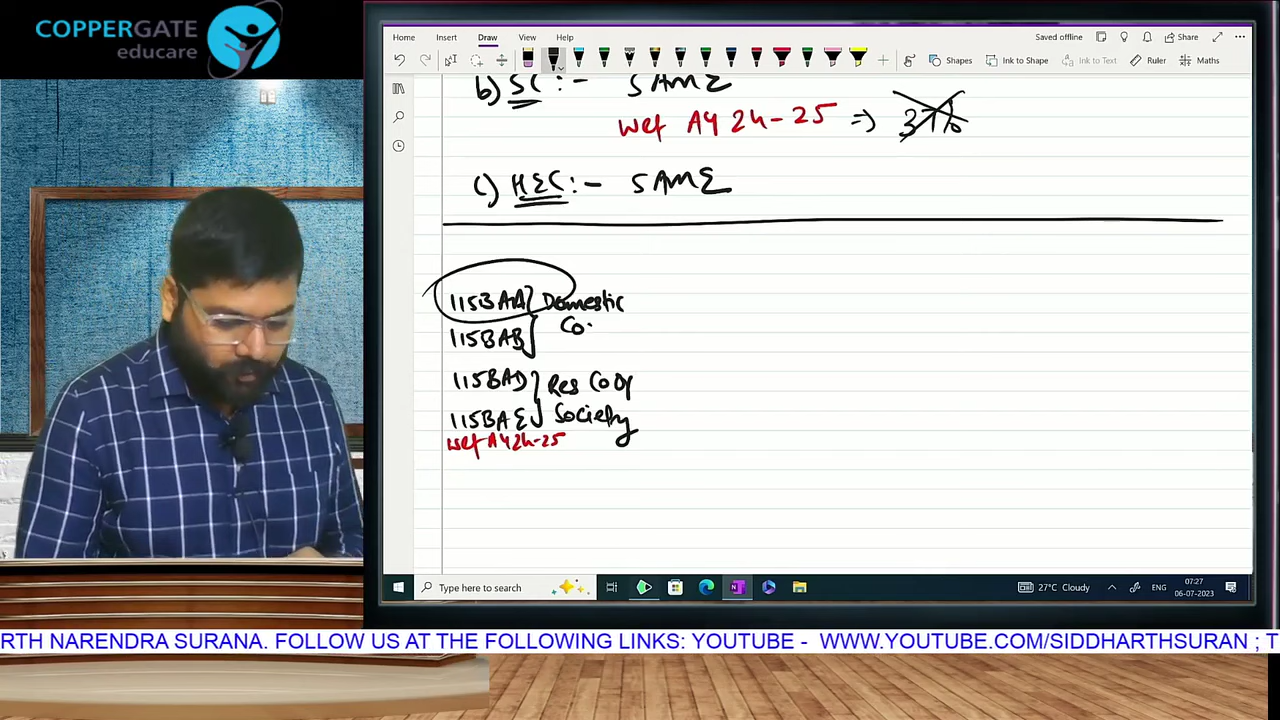 COPPERGATE
educare
Home Insert Draw View Help
Saved offline
Share
Shapes
Ink to Shape
Ink to Text
Ruler
Maths
b) SC :- SAME
wef AY 24-25 => 37%
c) HEC :- SAME
115BAA } Domestic
115BAB } Co.
115BAD } Res Co Op
115BAE } Society
wef AY 24-25
Type here to search
27°C Cloudy
ENG
07:27
06-07-2023
RTH NARENDRA SURANA. FOLLOW US AT THE FOLLOWING LINKS: YOUTUBE - WWW.YOUTUBE.COM/SIDDHARTHSURAN ; T